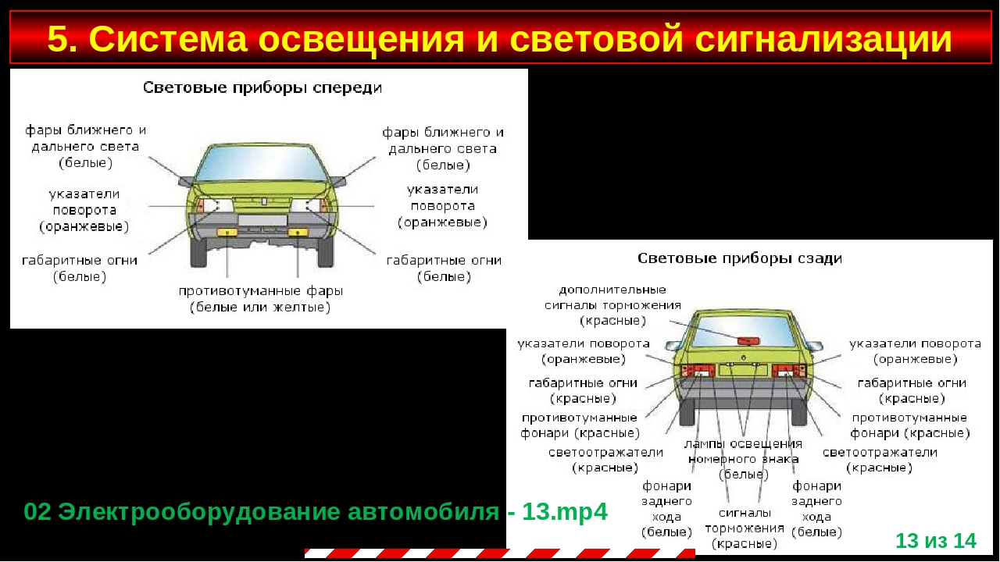 5. Система освещения и световой сигнализации
Световые приборы спереди
фары ближнего и
дальнего света
(белые)
фары ближнего и
дальнего света
(белые)
указатели
поворота
(оранжевые)
указатели
поворота
(оранжевые)
габаритные огни
(белые)
габаритные огни
(белые)
противотуманные фары
(белые или желтые)
Световые приборы сзади
дополнительные
сигналы торможения
(красные)
указатели поворота
(оранжевые)
указатели поворота
(оранжевые)
габаритные огни
(красные)
габаритные огни
(красные)
противотуманные
фонари (красные)
противотуманные
фонари (красные)
светоотражатели
(красные)
лампы освещения
номерного знака
(белые)
светоотражатели
(красные)
фонари
заднего
хода
(белые)
сигналы
торможения
(красные)
фонари
заднего
хода
(белые)
02 Электрооборудование автомобиля - 13.mp4
13 из 14